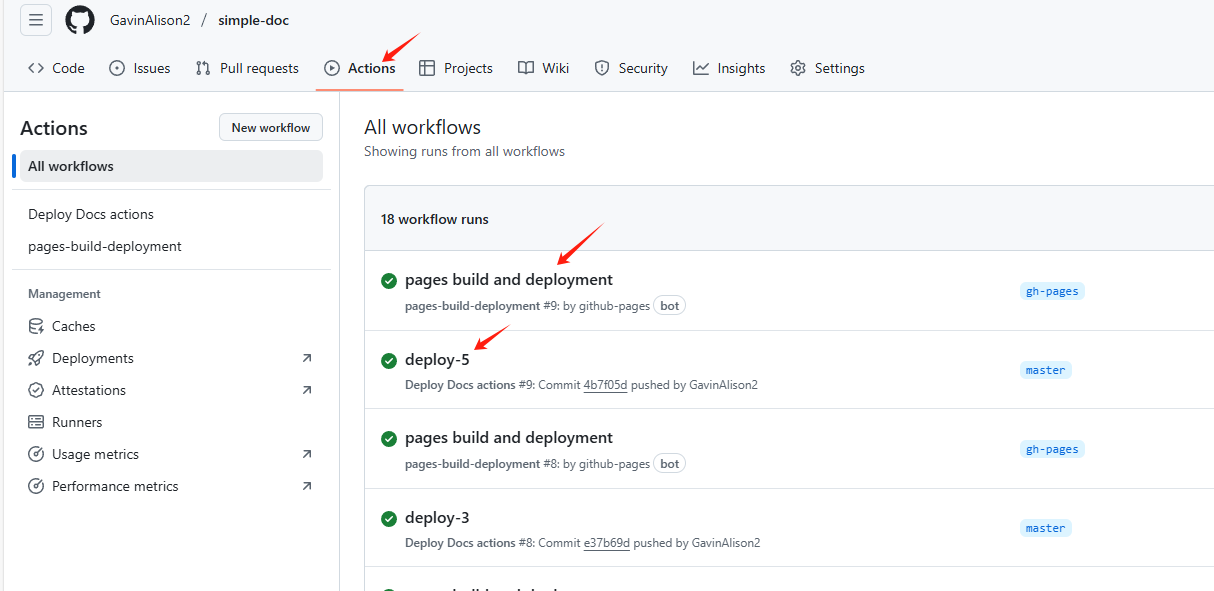 GavinAlison2 / simple-doc
Code Issues Pull requests Actions Projects Wiki Security Insights Settings
Actions
New workflow
All workflows
Deploy Docs actions
pages-build-deployment
Management
Caches
Deployments
Attestations
Runners
Usage metrics
Performance metrics
All workflows
Showing runs from all workflows
18 workflow runs
pages build and deployment
pages-build-deployment #9: by github-pages bot
gh-pages
deploy-5
Deploy Docs actions #9: Commit 4b7f05d pushed by GavinAlison2
master
pages build and deployment
pages-build-deployment #8: by github-pages bot
gh-pages
deploy-3
Deploy Docs actions #8: Commit e37b69d pushed by GavinAlison2
master